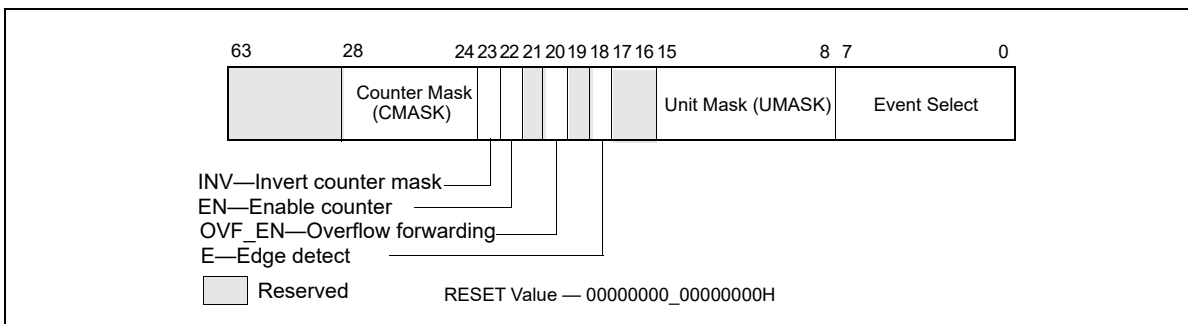 63 28 24 23 22 21 20 19 18 17 16 15 8 7 0
Counter Mask
(CMASK)
Unit Mask (UMASK)
Event Select
INV—Invert counter mask
EN—Enable counter
OVF_EN—Overflow forwarding
E—Edge detect
Reserved
RESET Value — 00000000_00000000H